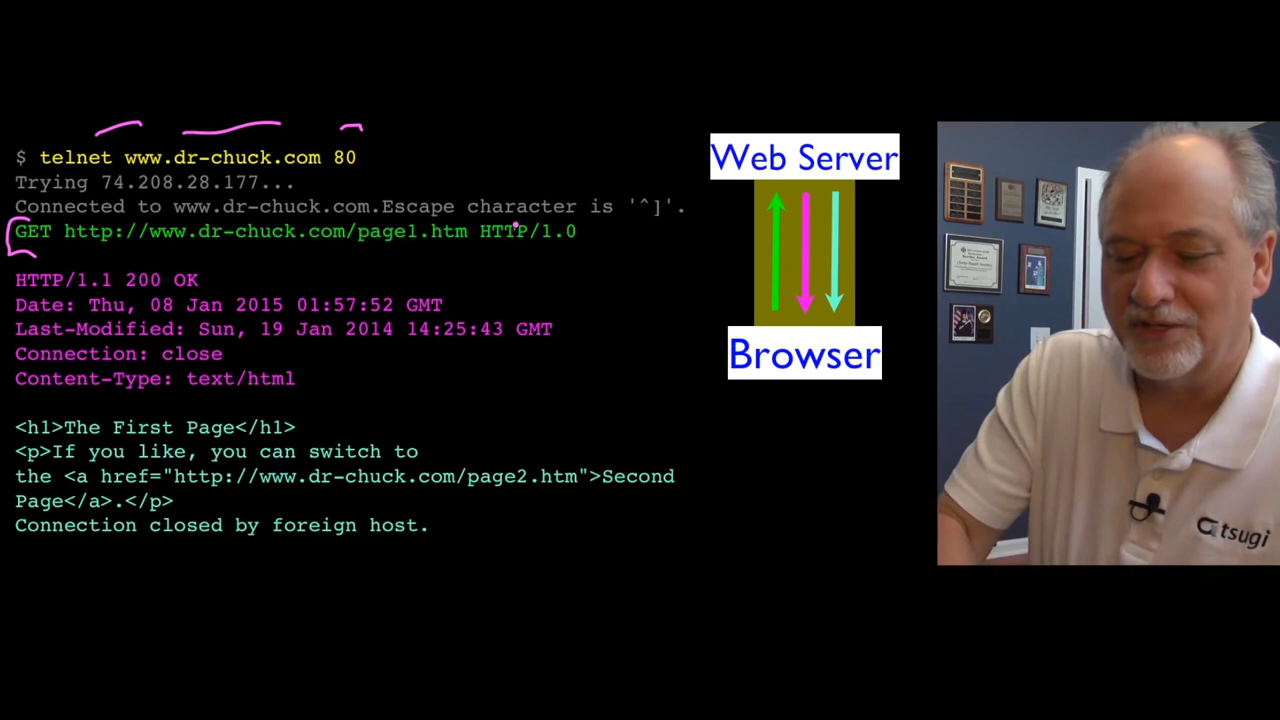 $ telnet www.dr-chuck.com 80
Trying 74.208.28.177...
Connected to www.dr-chuck.com.Escape character is '^]'.
GET http://www.dr-chuck.com/page1.htm HTTP/1.0
HTTP/1.1 200 OK
Date: Thu, 08 Jan 2015 01:57:52 GMT
Last-Modified: Sun, 19 Jan 2014 14:25:43 GMT
Connection: close
Content-Type: text/html
<h1>The First Page</h1>
<p>If you like, you can switch to
the <a href="http://www.dr-chuck.com/page2.htm">Second
Page</a>.</p>
Connection closed by foreign host.
Web Server
Browser
tsugi